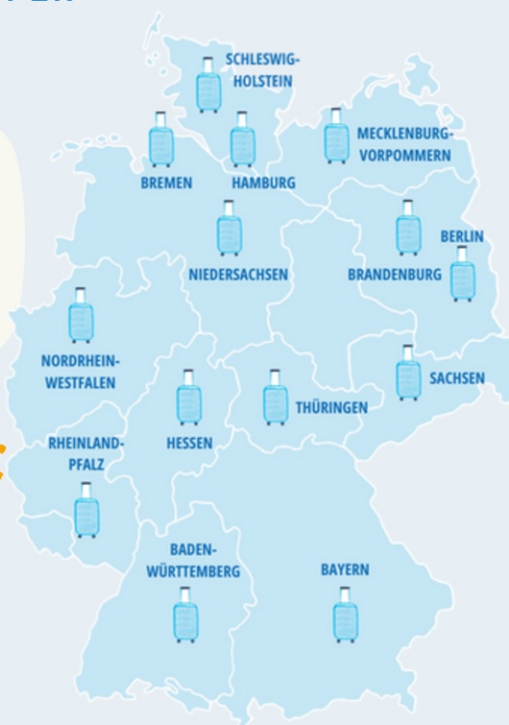 SCHLESWIG-
HOLSTEIN
MECKLENBURG-
VORPOMMERN
BREMEN
HAMBURG
BERLIN
NIEDERSACHSEN
BRANDENBURG
NORDRHEIN-
WESTFALEN
SACHSEN
THÜRINGEN
HESSEN
RHEINLAND-
PFALZ
BADEN-
WÜRTTEMBERG
BAYERN